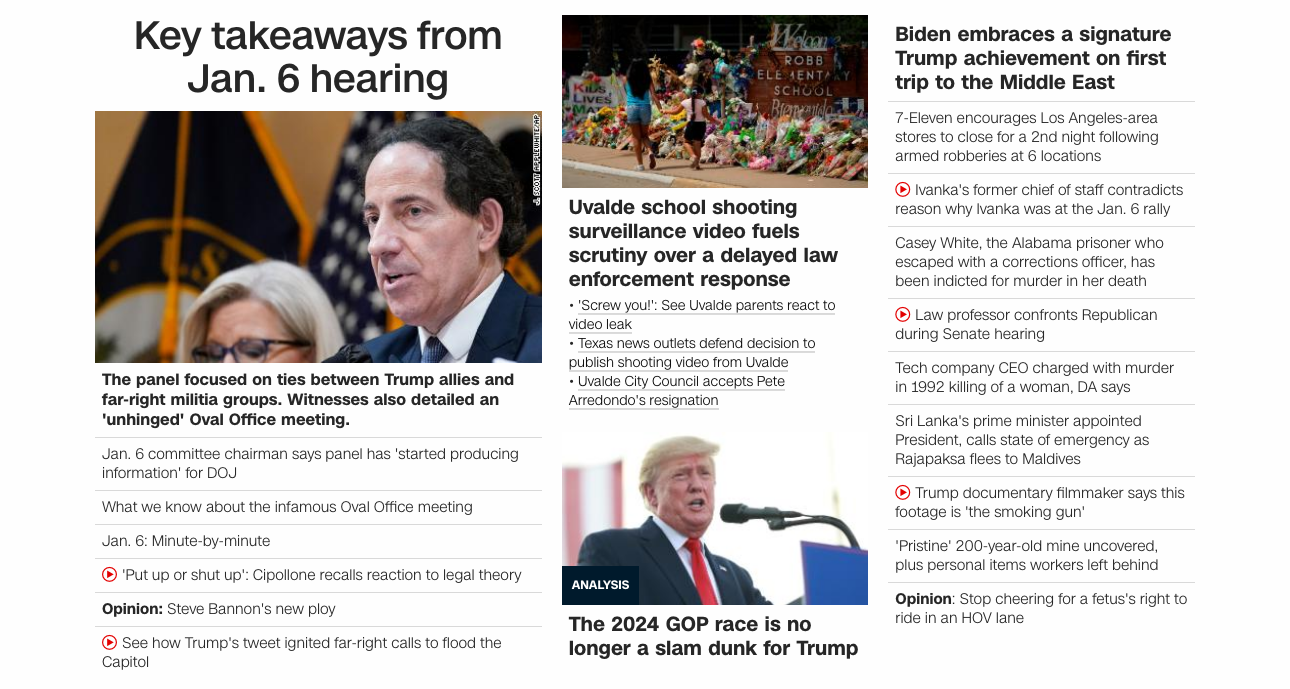 Key takeaways from
Jan. 6 hearing
J. SCOTT APPLEWHITE/AP
The panel focused on ties between Trump allies and
far-right militia groups. Witnesses also detailed an
'unhinged' Oval Office meeting.
Jan. 6 committee chairman says panel has 'started producing
information' for DOJ
What we know about the infamous Oval Office meeting
Jan. 6: Minute-by-minute
'Put up or shut up': Cipollone recalls reaction to legal theory
Opinion: Steve Bannon's new ploy
See how Trump's tweet ignited far-right calls to flood the
Capitol
Welcome
ROBB
ELEMENTARY
SCHOOL
Bienvenidos
KIDS
LIVES
Uvalde school shooting
surveillance video fuels
scrutiny over a delayed law
enforcement response
• 'Screw you!': See Uvalde parents react to
video leak
• Texas news outlets defend decision to
publish shooting video from Uvalde
• Uvalde City Council accepts Pete
Arredondo's resignation
ANALYSIS
The 2024 GOP race is no
longer a slam dunk for Trump
Biden embraces a signature
Trump achievement on first
trip to the Middle East
7-Eleven encourages Los Angeles-area
stores to close for a 2nd night following
armed robberies at 6 locations
Ivanka's former chief of staff contradicts
reason why Ivanka was at the Jan. 6 rally
Casey White, the Alabama prisoner who
escaped with a corrections officer, has
been indicted for murder in her death
Law professor confronts Republican
during Senate hearing
Tech company CEO charged with murder
in 1992 killing of a woman, DA says
Sri Lanka's prime minister appointed
President, calls state of emergency as
Rajapaksa flees to Maldives
Trump documentary filmmaker says this
footage is 'the smoking gun'
'Pristine' 200-year-old mine uncovered,
plus personal items workers left behind
Opinion: Stop cheering for a fetus's right to
ride in an HOV lane